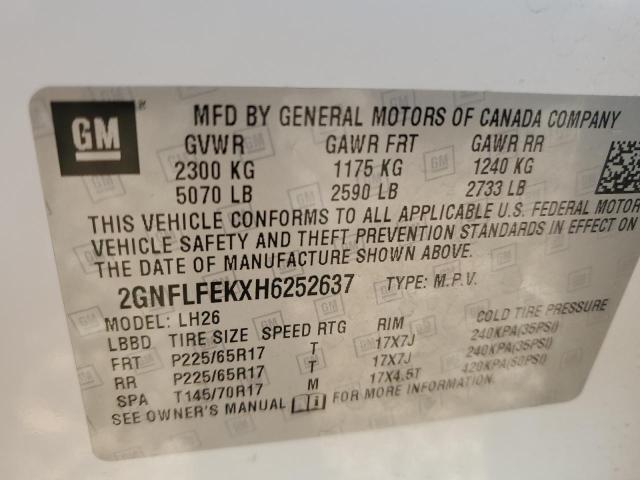 GM
MFD BY GENERAL MOTORS OF CANADA COMPANY
GVWR GAWR FRT GAWR RR
2300 KG 1175 KG 1240 KG
5070 LB 2590 LB 2733 LB
THIS VEHICLE CONFORMS TO ALL APPLICABLE U.S. FEDERAL MOTOR
VEHICLE SAFETY AND THEFT PREVENTION STANDARDS IN EFFECT ON
THE DATE OF MANUFACTURE SHOWN ABOVE.
2GNFLFEKXH6252637 TYPE: M.P.V.
MODEL: LH26
LBBD TIRE SIZE SPEED RTG RIM COLD TIRE PRESSURE
FRT P225/65R17 T 17X7J 240KPA(35PSI)
RR P225/65R17 T 17X7J 240KPA(35PSI)
SPA T145/70R17 M 17X4.5T 420KPA(60PSI)
SEE OWNER'S MANUAL FOR MORE INFORMATION.